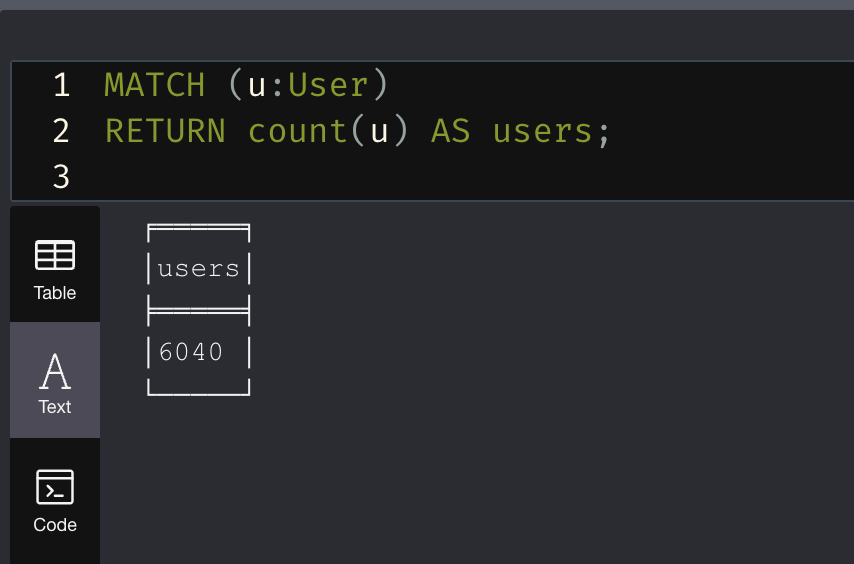 1 MATCH (u:User)
2 RETURN count(u) AS users;
3
Table
Text
Code
users
6040